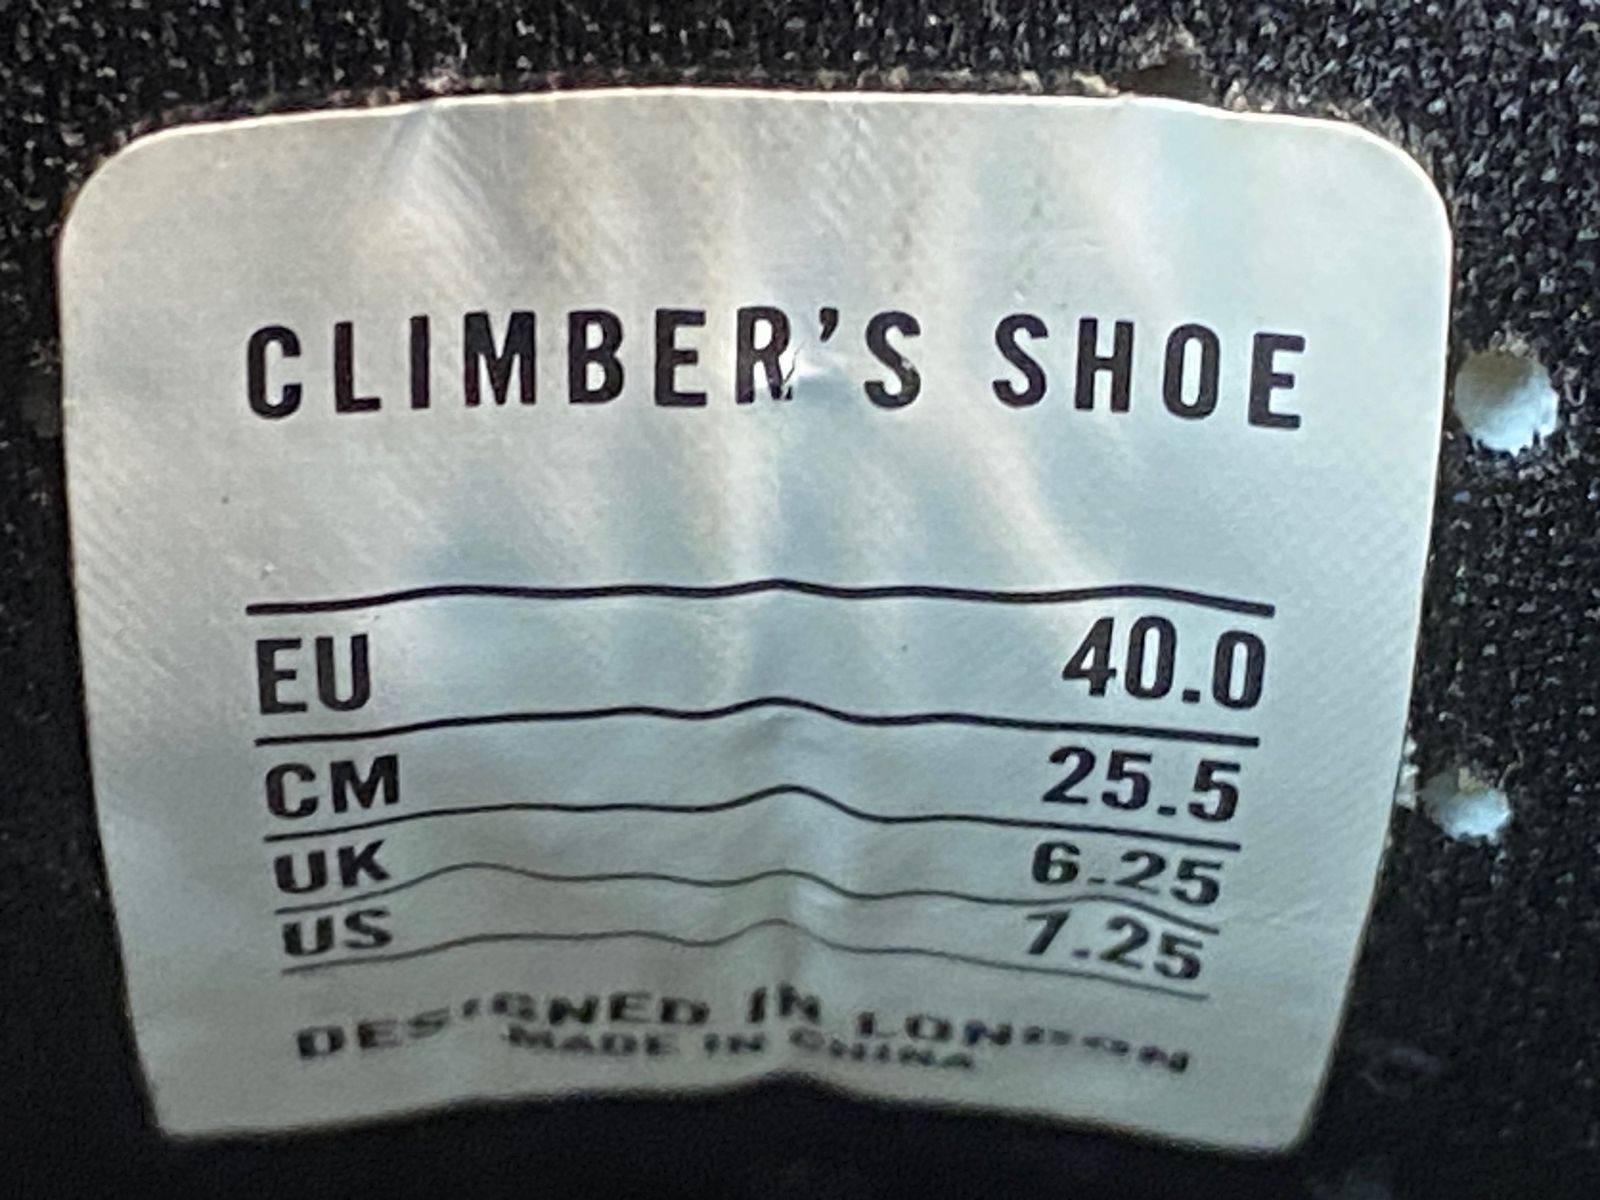 CLIMBER'S SHOE
EU 40.0
CM 25.5
UK 6.25
US 7.25
DESIGNED IN LONDON
MADE IN CHINA